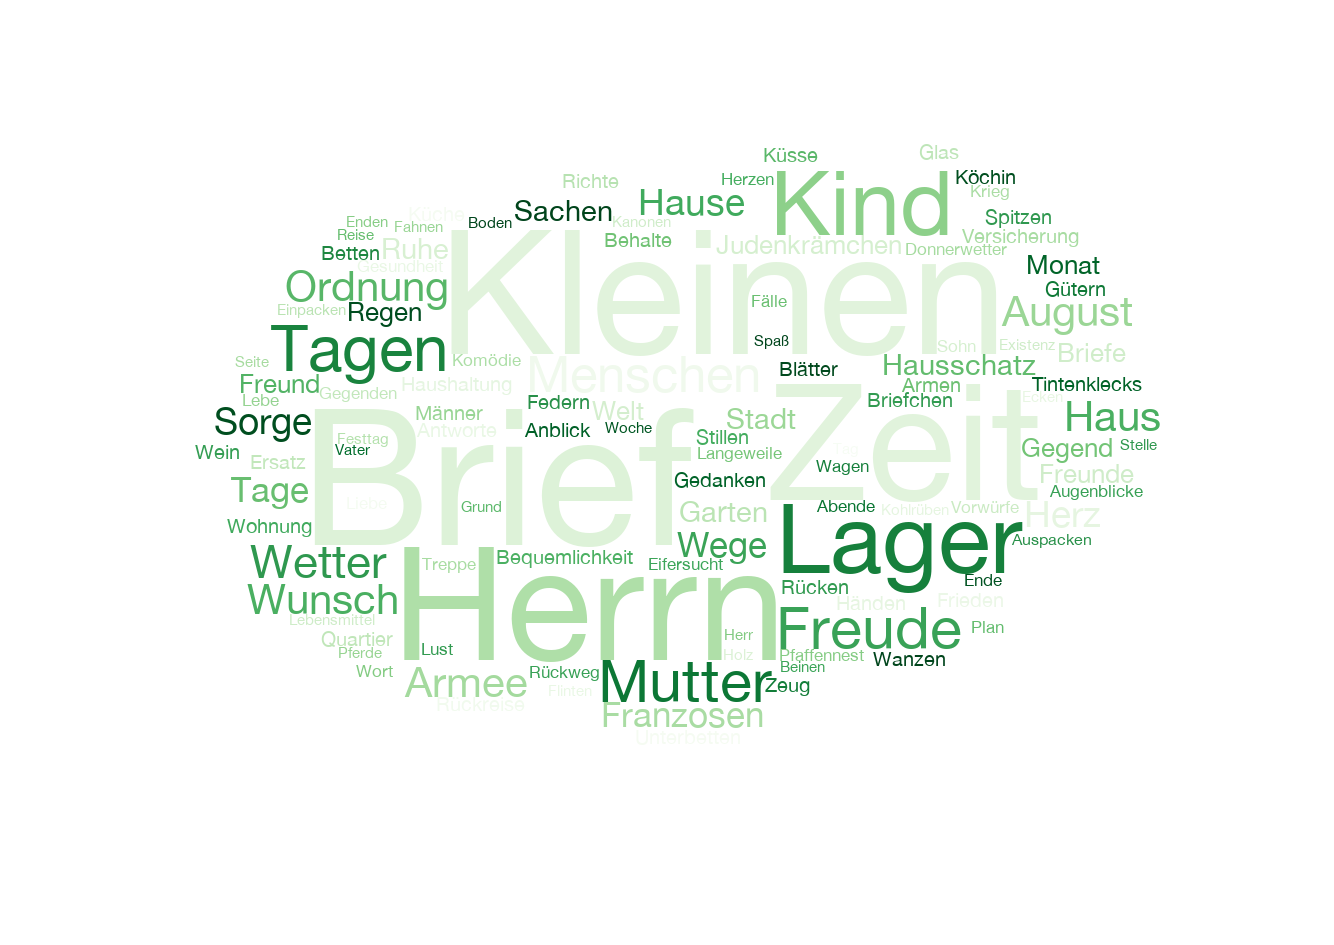 Glas
Küsse
Köchin
Herzen
Richte
Kind
Krieg
Hause
Sachen
Küche
Spitzen
Enden
Fahnen
Boden
Kanonen
Reise
Behalte
Judenkrämchen
Versicherung
Betten
Ruhe
Kleinen
Donnerwetter
Gesundheit
Monat
Ordnung
Gütern
Einpacken
Regen
Fälle
August
Tagen
Spaß
Sohn
Existenz
Briefe
Seite
Komödie
Menschen
Blätter
Hausschatz
Freund
Haushaltung
Armen
Tintenklecks
Lebe
Gegenden
Federn
Briefchen
Ecken
Sorge
Männer
Welt
Stadt
Zeit
Haus
Antworte
Anblick
Woche
Stillen
Festtag
Wein
Vater
Brief
Langeweile
Tag
Gegend
Stelle
Ersatz
Wagen
Gedanken
Freunde
Tage
Augenblicke
Liebe
Grund
Garten
Abende
Kohlrüben
Vorwürfe
Herz
Wohnung
Wege
Lager
Auspacken
Wetter
Treppe
Bequemlichkeit
Eifersucht
Ende
Wunsch
Herrn
Rücken
Händen
Frieden
Lebensmittel
Freude
Plan
Quartier
Herr
Pferde
Lust
Holz
Pfaffennest
Wanzen
Wort
Rückweg
Beinen
Armee
Flinten
Mutter
Zeug
Rückreise
Franzosen
Unterbetten